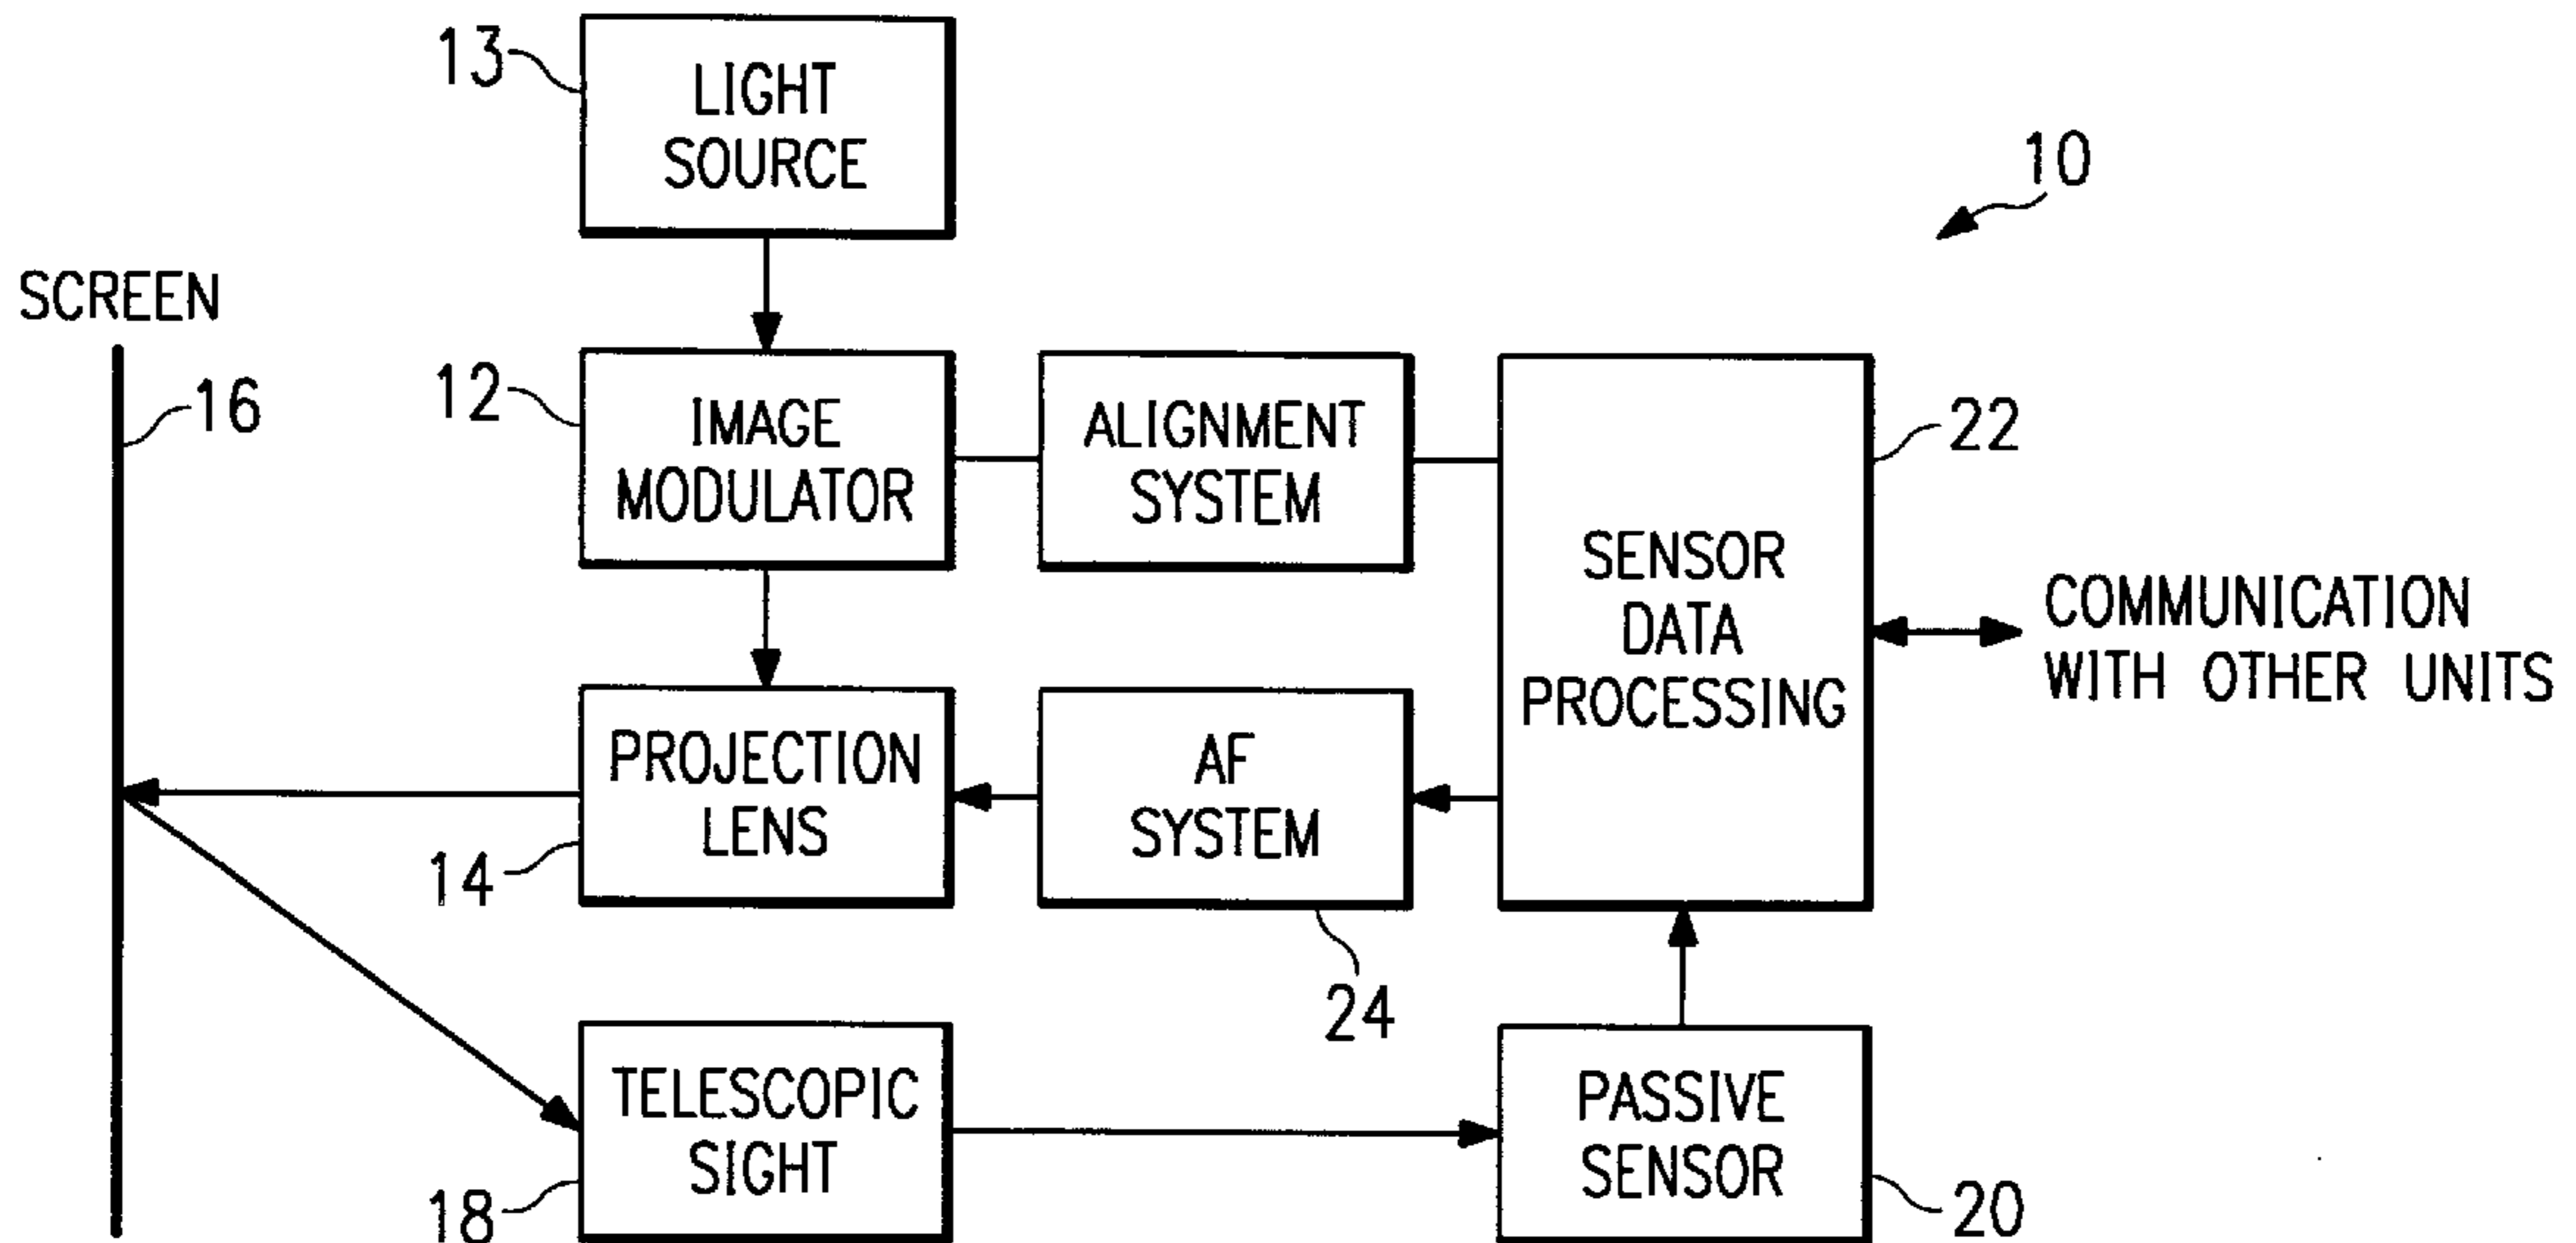 13
LIGHT
SOURCE
10
SCREEN
16
12
IMAGE
MODULATOR
ALIGNMENT
SYSTEM
22
SENSOR
DATA
PROCESSING
COMMUNICATION
WITH OTHER UNITS
PROJECTION
LENS
14
AF
SYSTEM
24
TELESCOPIC
SIGHT
18
PASSIVE
SENSOR
20